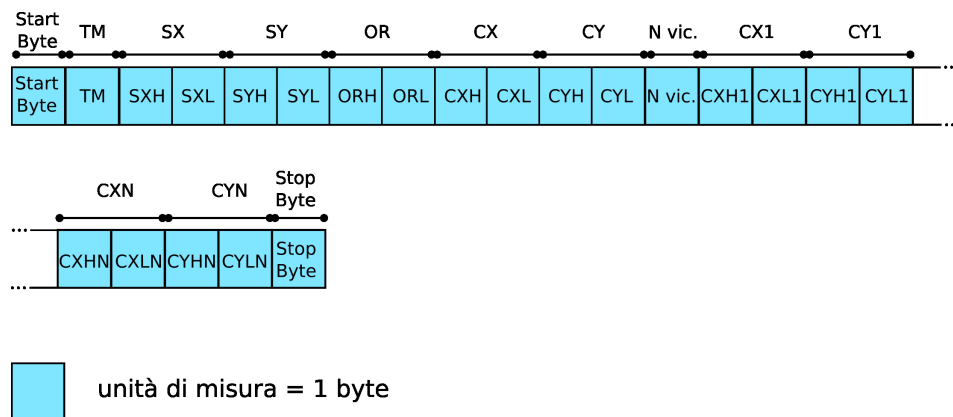 Start Byte TM SX SY OR CX CY N vic. CX1 CY1
Start Byte TM SXH SXL SYH SYL ORH ORL CXH CXL CYH CYL N vic. CXH1 CXL1 CYH1 CYL1 ...
CXN CYN Stop Byte
... CXHN CXLN CYHN CYLN Stop Byte
unità di misura = 1 byte